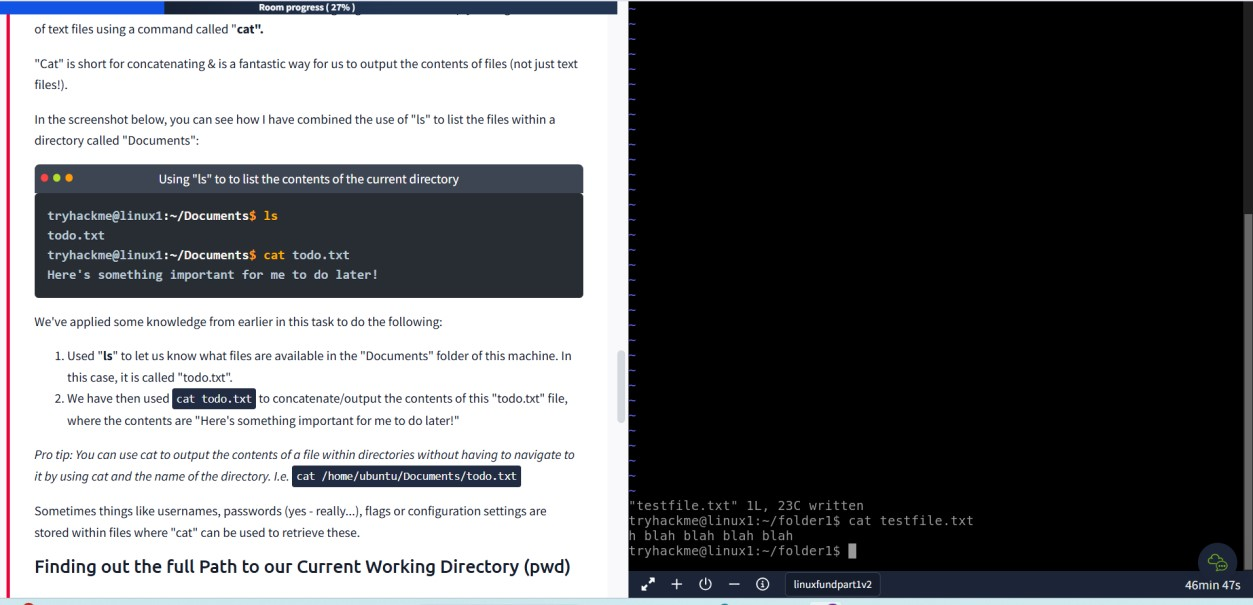 Room progress ( 27% )
of text files using a command called "cat".
"Cat" is short for concatenating & is a fantastic way for us to output the contents of files (not just text
files!).
In the screenshot below, you can see how I have combined the use of "ls" to list the files within a
directory called "Documents":
Using "ls" to to list the contents of the current directory
tryhackme@linux1:~/Documents$ ls
todo.txt
tryhackme@linux1:~/Documents$ cat todo.txt
Here's something important for me to do later!
We've applied some knowledge from earlier in this task to do the following:
1. Used "ls" to let us know what files are available in the "Documents" folder of this machine. In
this case, it is called "todo.txt".
2. We have then used cat todo.txt to concatenate/output the contents of this "todo.txt" file,
where the contents are "Here's something important for me to do later!"
Pro tip: You can use cat to output the contents of a file within directories without having to navigate to
it by using cat and the name of the directory. I.e. cat /home/ubuntu/Documents/todo.txt
Sometimes things like usernames, passwords (yes - really...), flags or configuration settings are
stored within files where "cat" can be used to retrieve these.
Finding out the full Path to our Current Working Directory (pwd)
"testfile.txt" 1L, 23C written
tryhackme@linux1:~/folder1$ cat testfile.txt
h blah blah blah blah
tryhackme@linux1:~/folder1$
linuxfundpart1v2
46min 47s